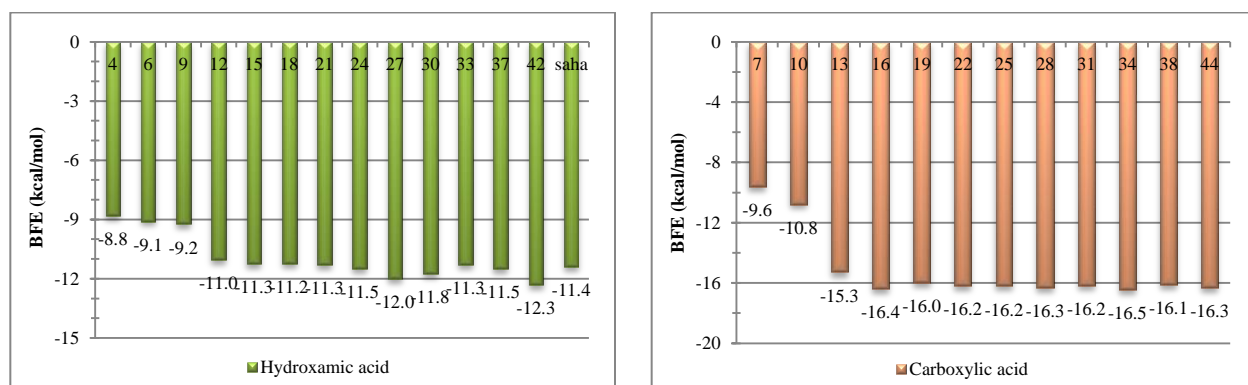 0
-3
-6
-9
-12
-15
BFE (kcal/mol)
4 6 9 12 15 18 21 24 27 30 33 37 42 saha
-8.8 -9.1 -9.2 -11.0 -11.3 -11.2 -11.3 -11.5 -12.0 -11.8 -11.3 -11.5 -12.3 -11.4
Hydroxamic acid
0
-4
-8
-12
-16
-20
BFE (kcal/mol)
7 10 13 16 19 22 25 28 31 34 38 44
-9.6 -10.8 -15.3 -16.4 -16.0 -16.2 -16.2 -16.3 -16.2 -16.5 -16.1 -16.3
Carboxylic acid